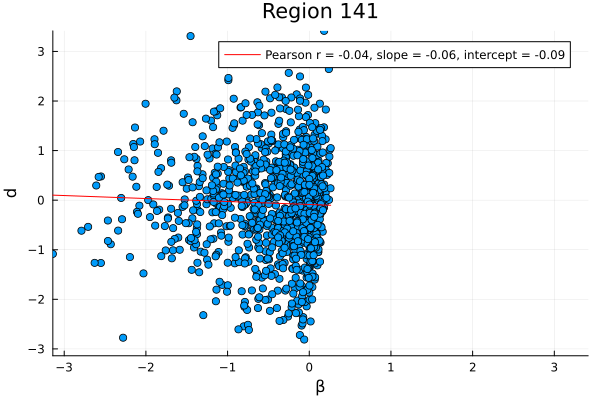 Region 141
Pearson r = -0.04, slope = -0.06, intercept = -0.09
3
2
1
0
−1
−2
−3
d
−3 −2 −1 0 1 2 3
β